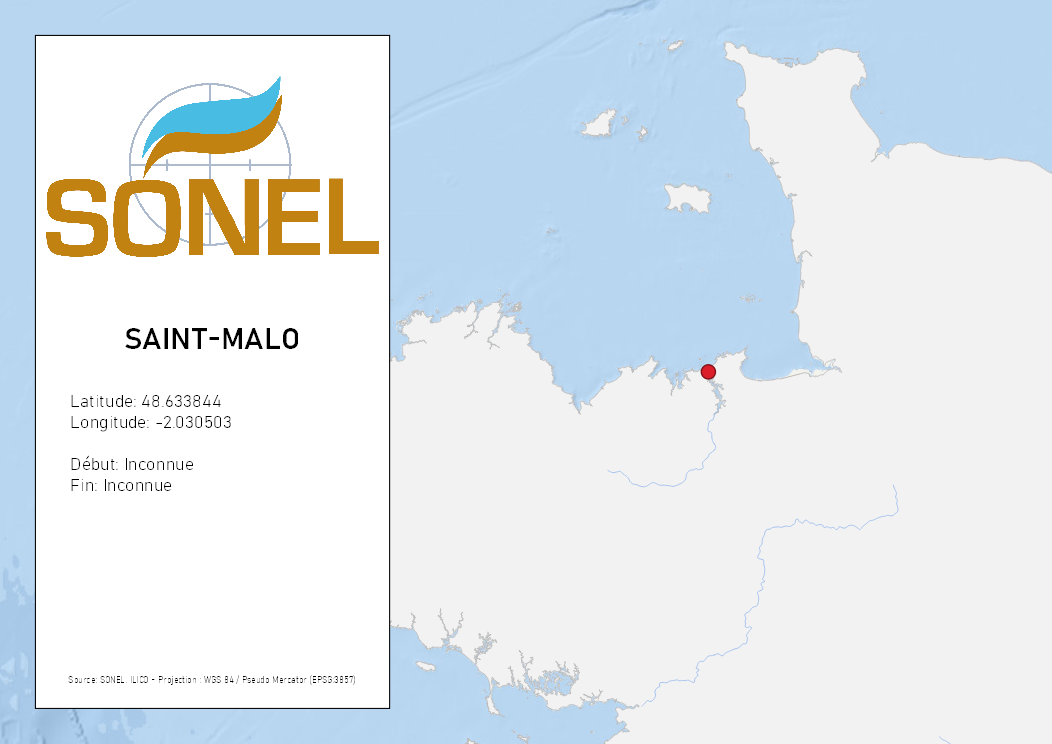 SONEL
SAINT-MALO
Latitude: 48.633844
Longitude: -2.030503
Début: Inconnue
Fin: Inconnue
Source: SONEL, ILICO - Projection : WGS 84 / Pseudo Mercator (EPSG:3857)